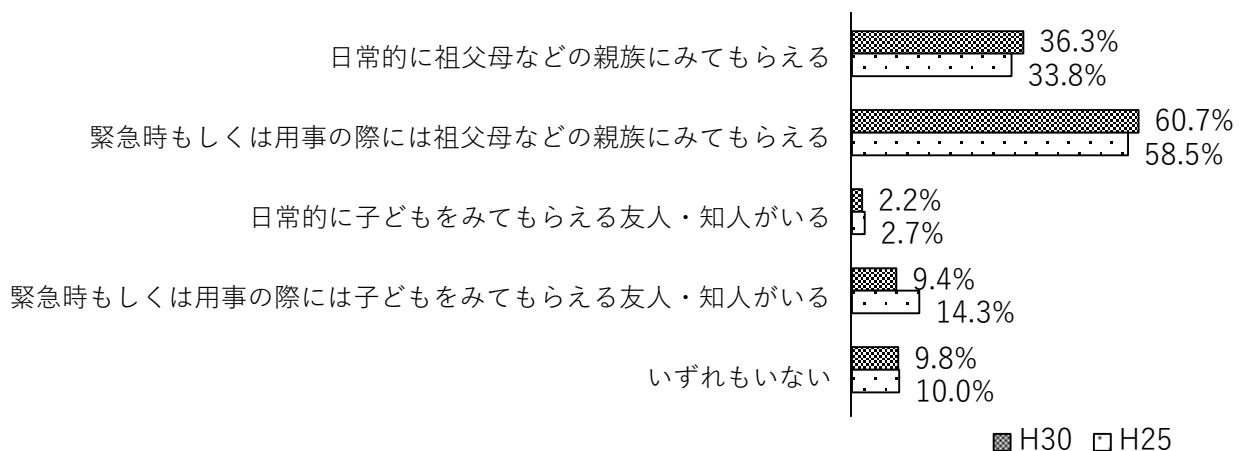 日常的に祖父母などの親族にみてもらえる
36.3%
33.8%
緊急時もしくは用事の際には祖父母などの親族にみてもらえる
60.7%
58.5%
日常的に子どもをみてもらえる友人・知人がいる
2.2%
2.7%
緊急時もしくは用事の際には子どもをみてもらえる友人・知人がいる
9.4%
14.3%
いずれもいない
9.8%
10.0%
H30 H25